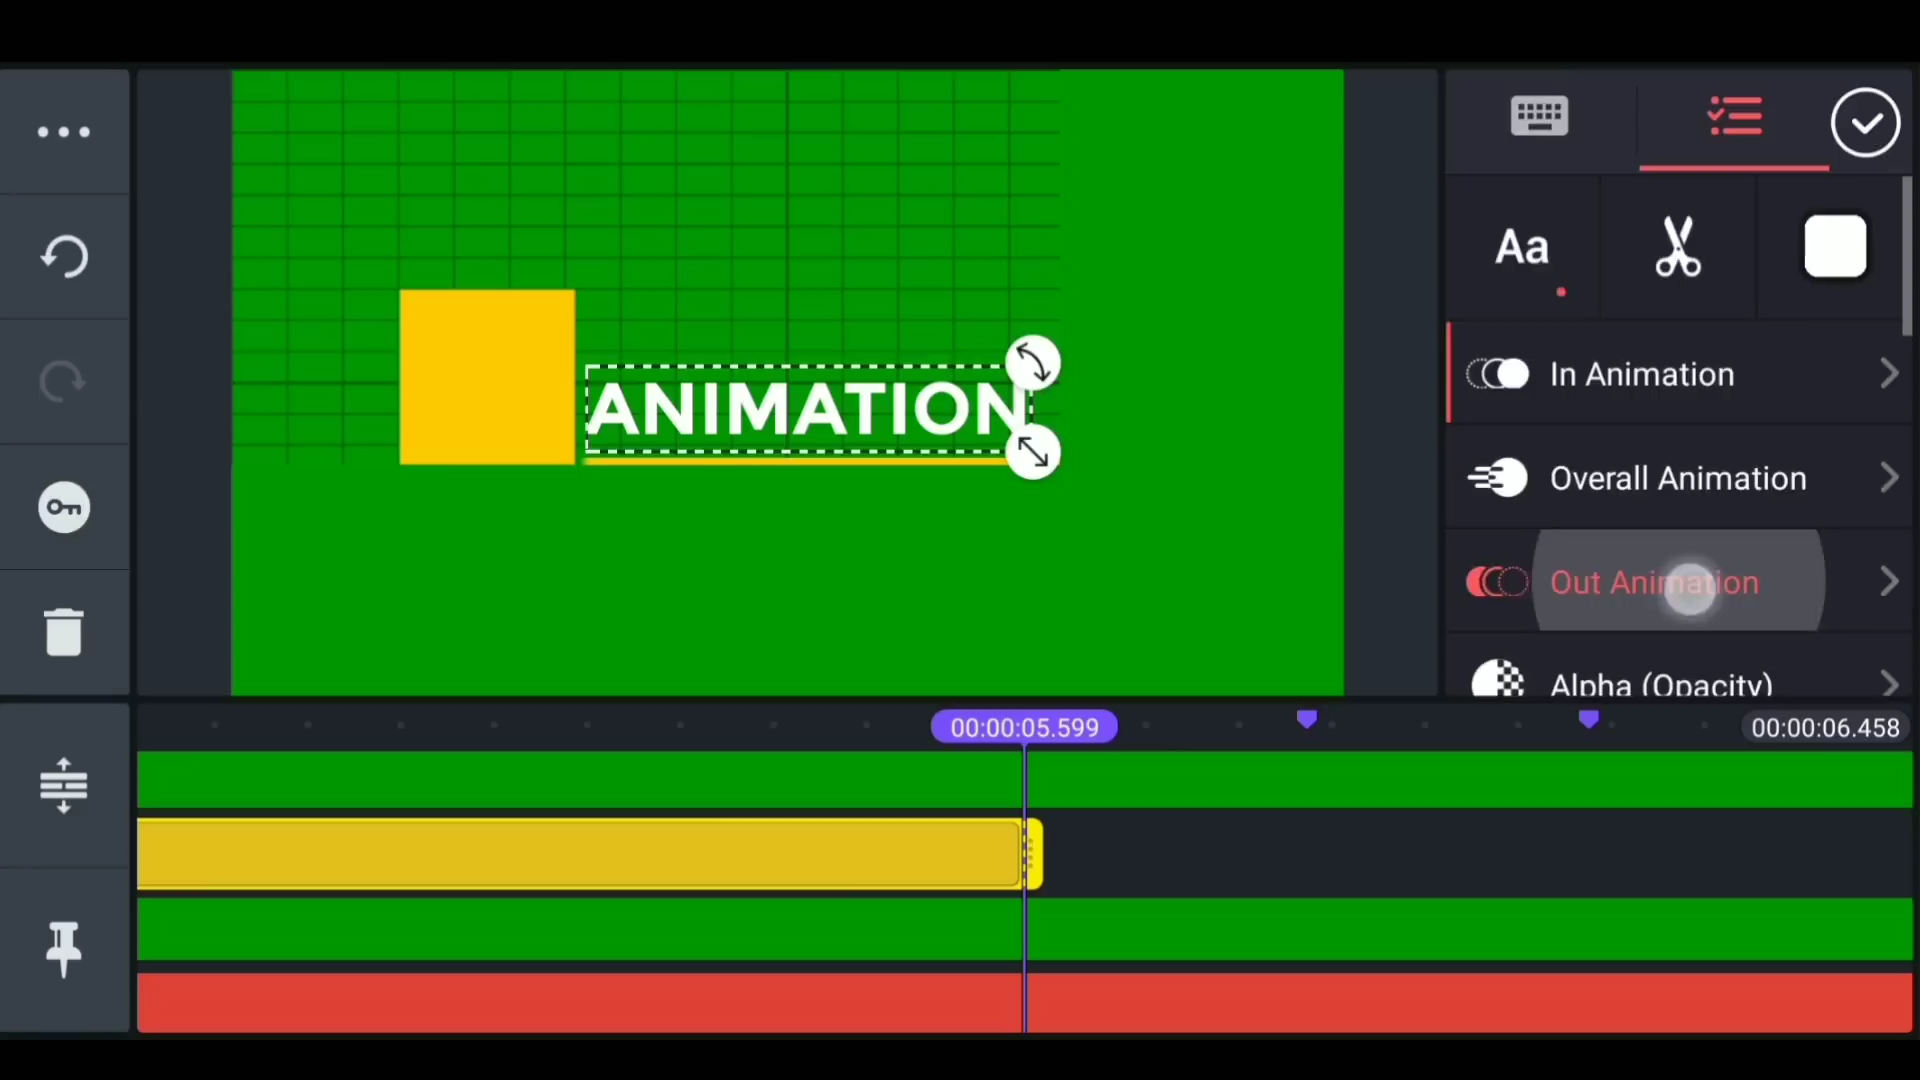 Aa
In Animation
Overall Animation
Out Animation
Alpha (Opacity)
ANIMATION
00:00:05.599
00:00:06.458